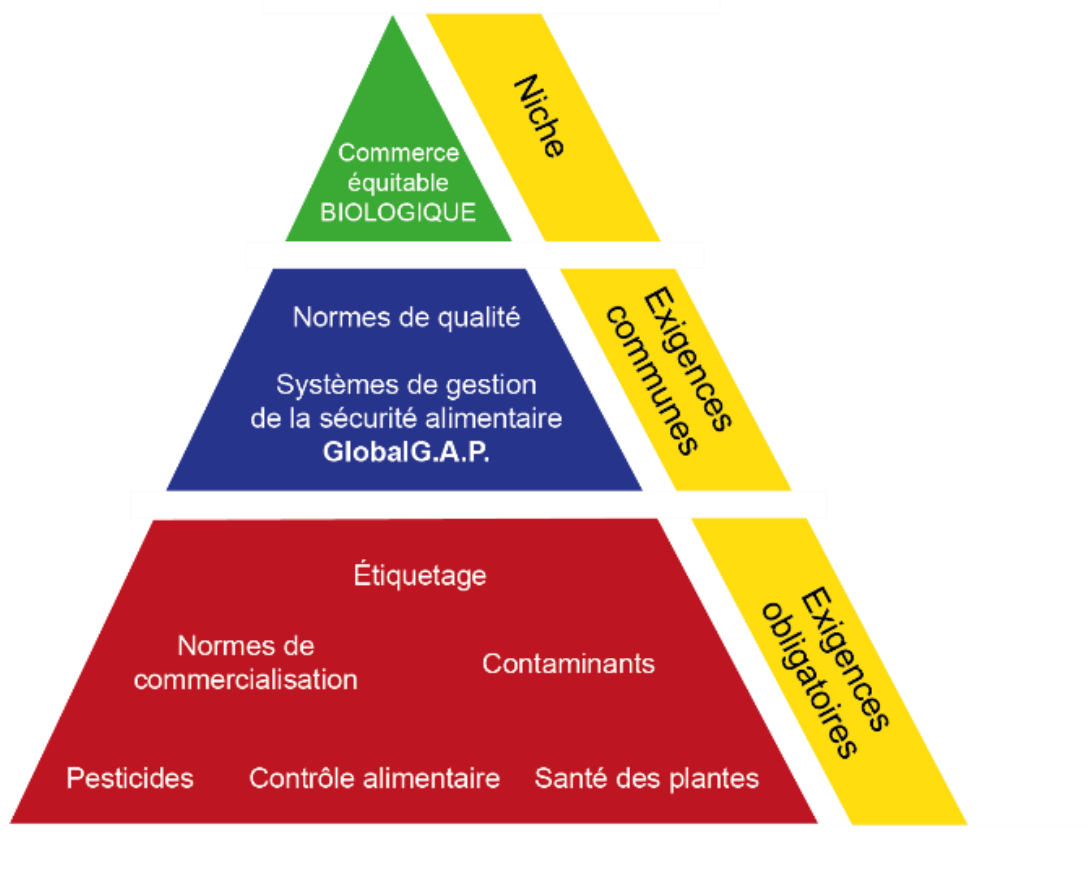 Niche
Commerce
équitable
BIOLOGIQUE
Exigences
communes
Normes de qualité
Systèmes de gestion
de la sécurité alimentaire
GlobalG.A.P.
Exigences
obligatoires
Étiquetage
Normes de
commercialisation
Contaminants
Pesticides
Contrôle alimentaire
Santé des plantes